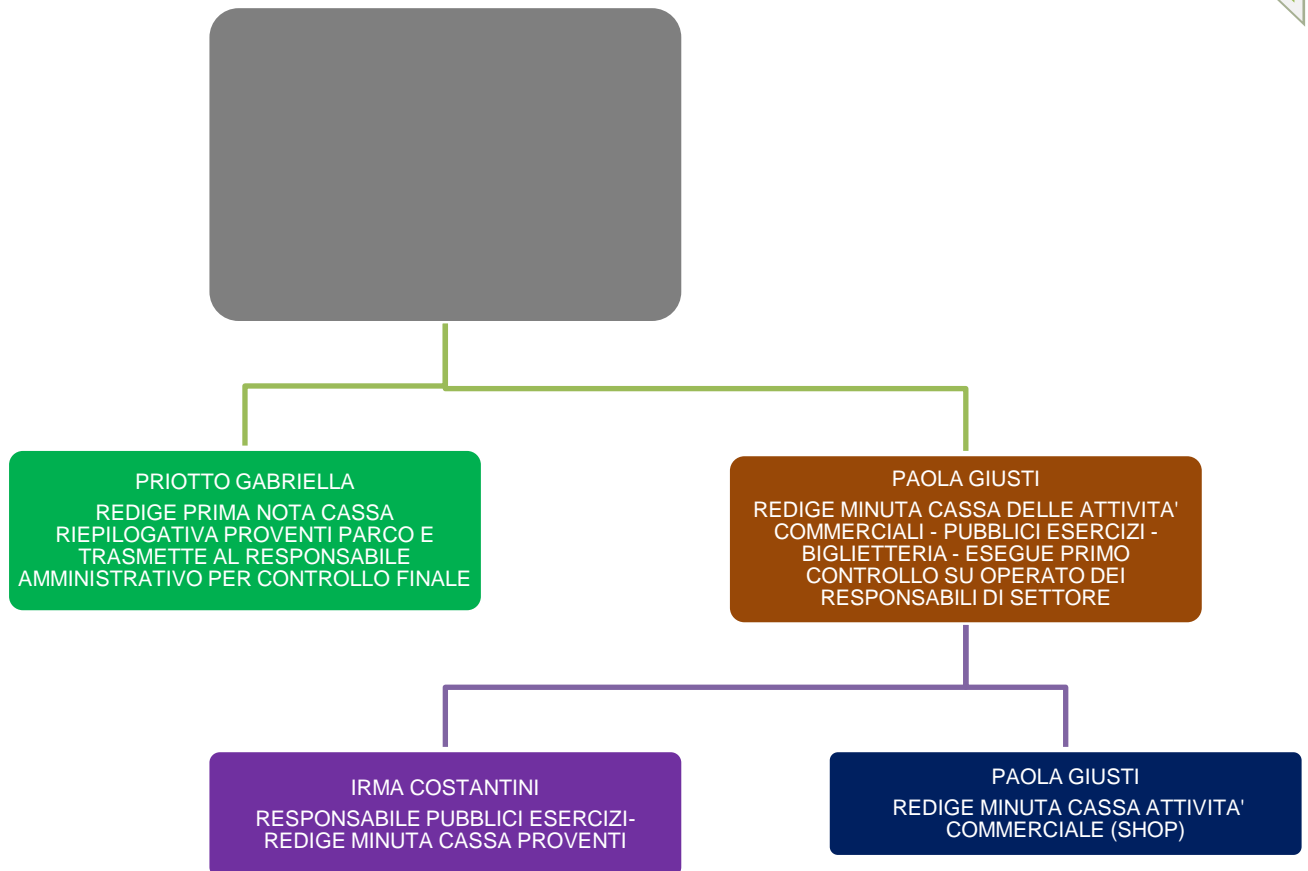 PRIOTTO GABRIELLA
REDIGE PRIMA NOTA CASSA
RIEPILOGATIVA PROVENTI PARCO E
TRASMETTE AL RESPONSABILE
AMMINISTRATIVO PER CONTROLLO FINALE
PAOLA GIUSTI
REDIGE MINUTA CASSA DELLE ATTIVITA'
COMMERCIALI - PUBBLICI ESERCIZI -
BIGLIETTERIA - ESEGUE PRIMO
CONTROLLO SU OPERATO DEI
RESPONSABILI DI SETTORE
IRMA COSTANTINI
RESPONSABILE PUBBLICI ESERCIZI-
REDIGE MINUTA CASSA PROVENTI
PAOLA GIUSTI
REDIGE MINUTA CASSA ATTIVITA'
COMMERCIALE (SHOP)